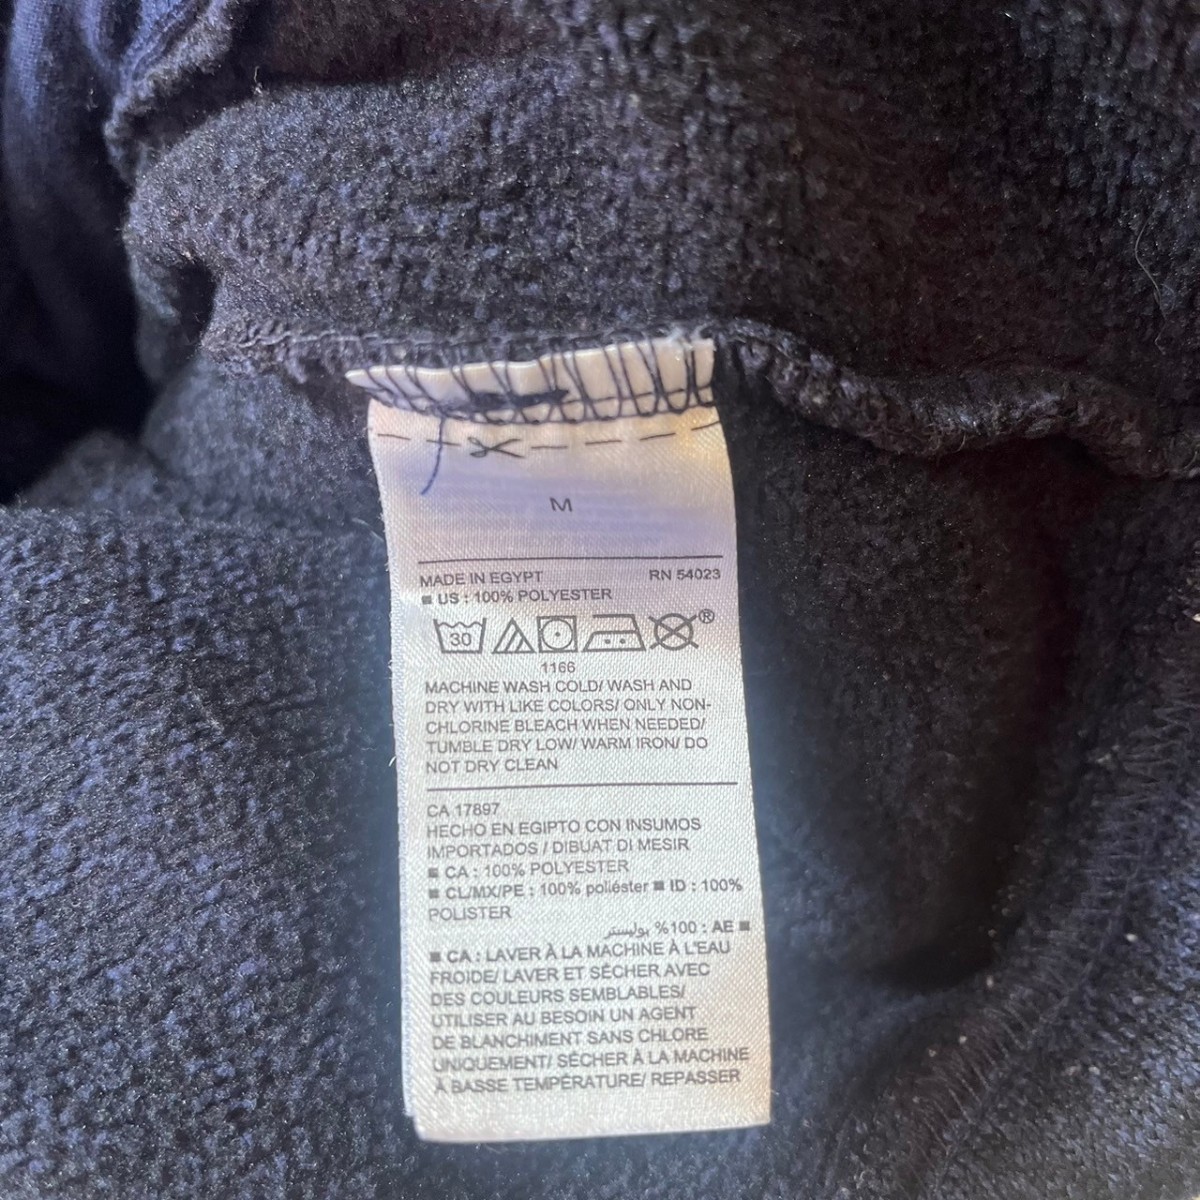 M
MADE IN EGYPT RN 54023
■ US : 100% POLYESTER
30 ®
1166
MACHINE WASH COLD/ WASH AND
DRY WITH LIKE COLORS/ ONLY NON-
CHLORINE BLEACH WHEN NEEDED/
TUMBLE DRY LOW/ WARM IRON/ DO
NOT DRY CLEAN
CA 17897
HECHO EN EGIPTO CON INSUMOS
IMPORTADOS / DIBUAT DI MESIR
■ CA : 100% POLYESTER
■ CL/MX/PE : 100% poliéster ■ ID : 100%
POLISTER
■ AE : 100% بوليستر
■ CA : LAVER À LA MACHINE À L'EAU
FROIDE/ LAVER ET SÉCHER AVEC
DES COULEURS SEMBLABLES/
UTILISER AU BESOIN UN AGENT
DE BLANCHIMENT SANS CHLORE
UNIQUEMENT/ SÉCHER À LA MACHINE
À BASSE TEMPÉRATURE/ REPASSER